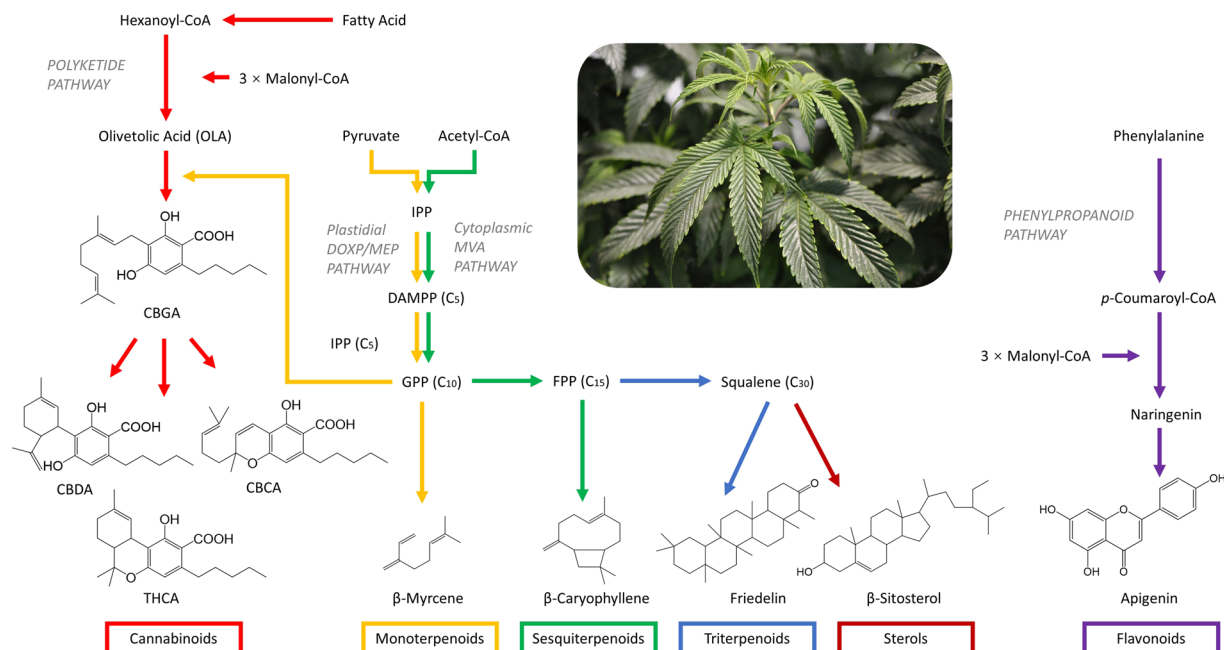 Hexanoyl-CoA
Fatty Acid
POLYKETIDE
PATHWAY
3 × Malonyl-CoA
Olivetolic Acid (OLA)
OH
COOH
HO
CBGA
OH
COOH
HO
CBDA
OH
COOH
O
CBCA
OH
COOH
O
THCA
Cannabinoids
Pyruvate
Acetyl-CoA
IPP
Plastidial
DOXP/MEP
PATHWAY
Cytoplasmic
MVA
PATHWAY
DAMPP (C₅)
IPP (C₅)
GPP (C₁₀)
FPP (C₁₅)
Squalene (C₃₀)
β-Myrcene
Monoterpenoids
β-Caryophyllene
Sesquiterpenoids
O
Friedelin
Triterpenoids
HO
β-Sitosterol
Sterols
Phenylalanine
PHENYLPROPANOID
PATHWAY
p-Coumaroyl-CoA
3 × Malonyl-CoA
Naringenin
OH
HO
O
OH
O
Apigenin
Flavonoids